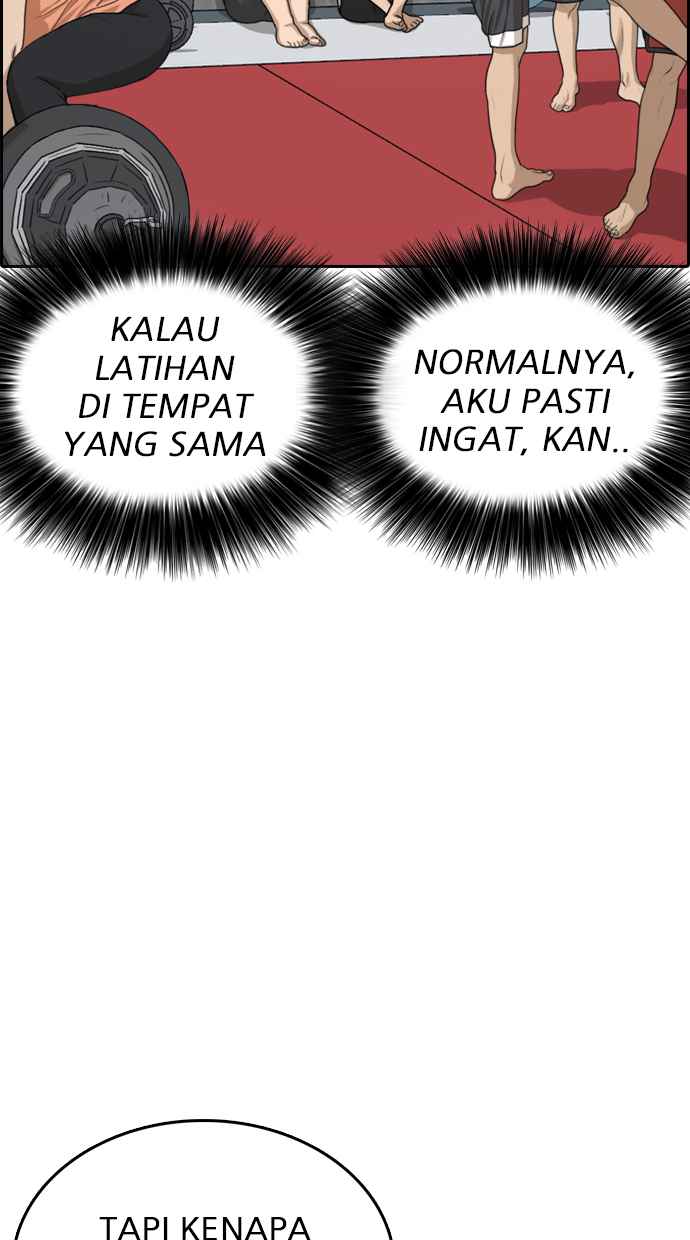 KALAU
LATIHAN
DI TEMPAT
YANG SAMA
NORMALNYA,
AKU PASTI
INGAT, KAN..
TAPI KENAPA